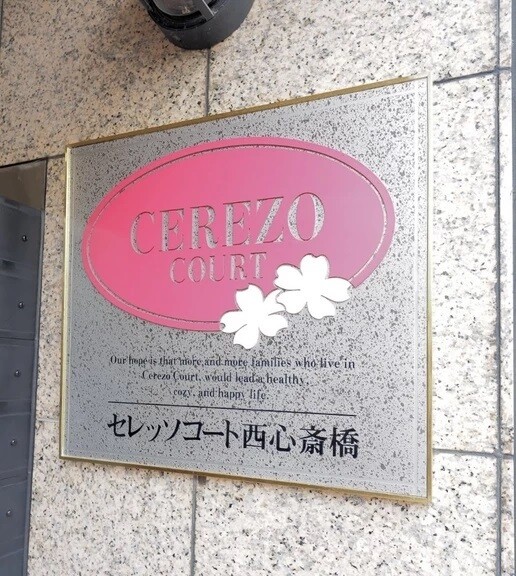 CEREZO
COURT
Our hope is that more and more families who live in
Cerezo Court, would lead a healthy,
cozy, and happy life.
セレッソコート西心斎橋